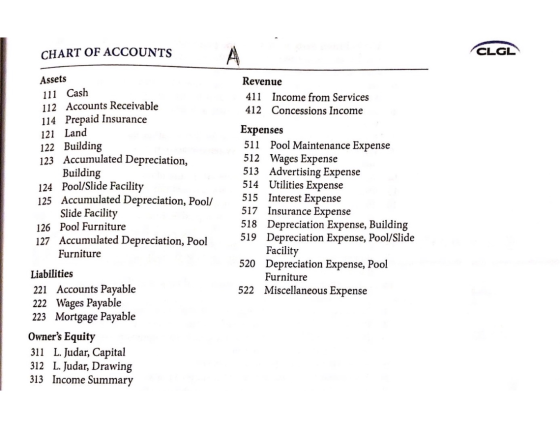 CHART OF ACCOUNTS
A
CLGL
Assets
111 Cash
112 Accounts Receivable
114 Prepaid Insurance
121 Land
122 Building
123 Accumulated Depreciation,
Building
124 Pool/Slide Facility
125 Accumulated Depreciation, Pool/
Slide Facility
126 Pool Furniture
127 Accumulated Depreciation, Pool
Furniture
Liabilities
221 Accounts Payable
222 Wages Payable
223 Mortgage Payable
Owner's Equity
311 L. Judar, Capital
312 L. Judar, Drawing
313 Income Summary
Revenue
411 Income from Services
412 Concessions Income
Expenses
511 Pool Maintenance Expense
512 Wages Expense
513 Advertising Expense
514 Utilities Expense
515 Interest Expense
517 Insurance Expense
518 Depreciation Expense, Building
519 Depreciation Expense, Pool/Slide
Facility
520 Depreciation Expense, Pool
Furniture
522 Miscellaneous Expense